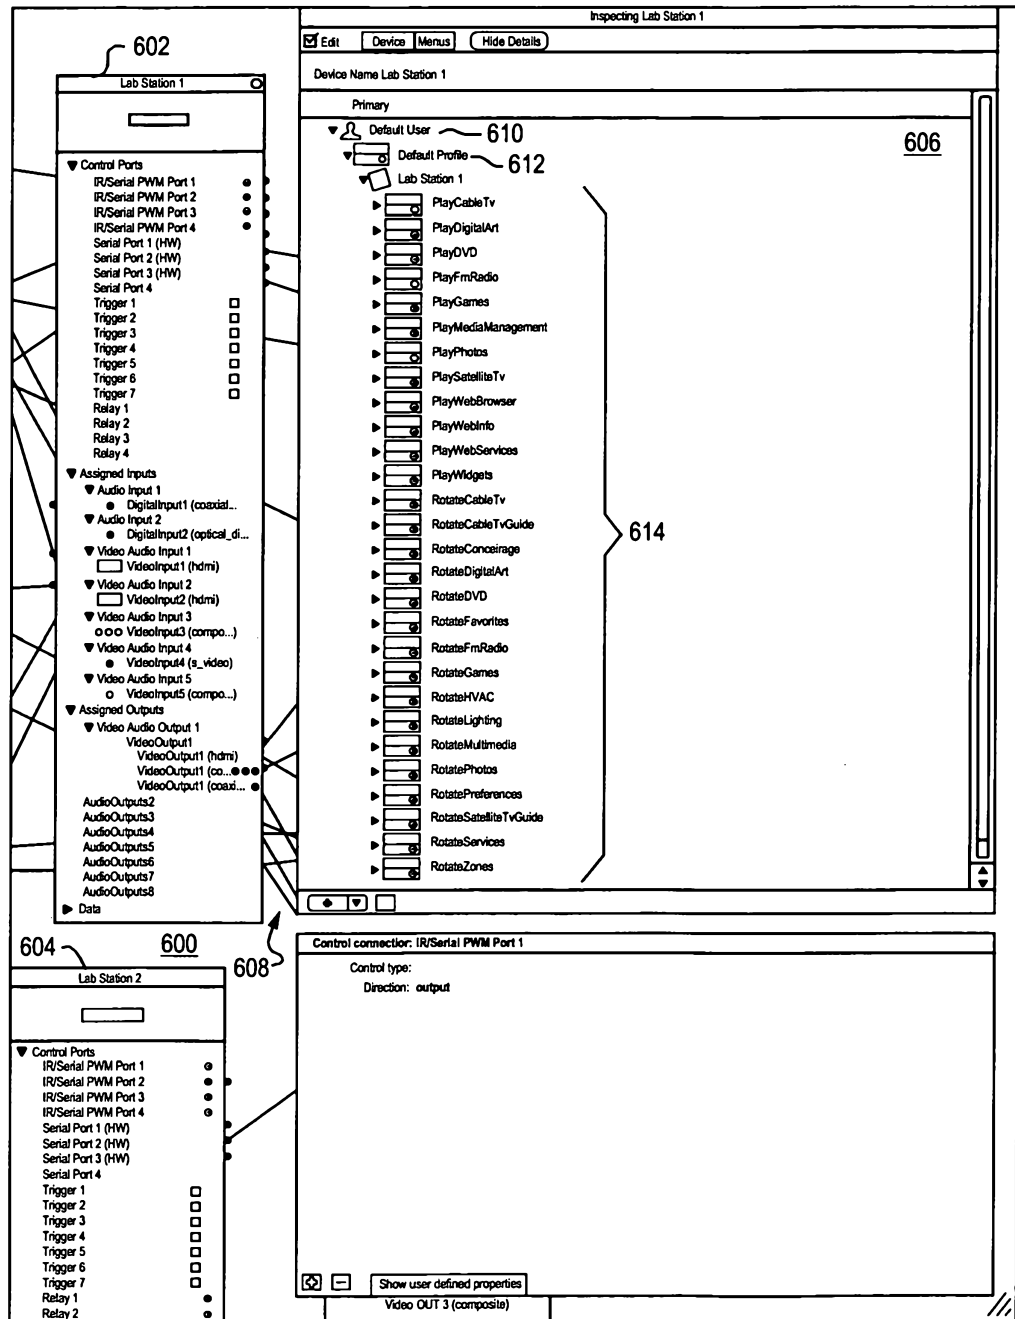 Inspecting Lab Station 1
Edit Device Menus Hide Details
602
Device Name Lab Station 1
Lab Station 1
Primary
Default User 610
606
Default Profile 612
Lab Station 1
PlayCableTv
PlayDigitalArt
PlayDVD
PlayFmRadio
PlayGames
PlayMediaManagement
PlayPhotos
PlaySatelliteTv
PlayWebBrowser
PlayWebInfo
PlayWebServices
PlayWidgets
RotateCableTv
RotateCableTvGuide
RotateConceirage
RotateDigitalArt
RotateDVD
RotateFavorites
RotateFmRadio
RotateGames
RotateHVAC
RotateLighting
RotateMultimedia
RotatePhotos
RotatePreferences
RotateSatelliteTvGuide
RotateServices
RotateZones
614
Control Ports
IR/Serial PWM Port 1
IR/Serial PWM Port 2
IR/Serial PWM Port 3
IR/Serial PWM Port 4
Serial Port 1 (HW)
Serial Port 2 (HW)
Serial Port 3 (HW)
Serial Port 4
Trigger 1
Trigger 2
Trigger 3
Trigger 4
Trigger 5
Trigger 6
Trigger 7
Relay 1
Relay 2
Relay 3
Relay 4
Assigned Inputs
Audio Input 1
DigitalInput1 (coaxial...
Audio Input 2
DigitalInput2 (optical_di...
Video Audio Input 1
VideoInput1 (hdmi)
Video Audio Input 2
VideoInput2 (hdmi)
Video Audio Input 3
VideoInput3 (compo...)
Video Audio Input 4
VideoInput4 (s_video)
Video Audio Input 5
VideoInput5 (compo...)
Assigned Outputs
Video Audio Output 1
VideoOutput1
VideoOutput1 (hdmi)
VideoOutput1 (co...
VideoOutput1 (coaxi...
AudioOutputs2
AudioOutputs3
AudioOutputs4
AudioOutputs5
AudioOutputs6
AudioOutputs7
AudioOutputs8
Data
604
600
608
Lab Station 2
Control Ports
IR/Serial PWM Port 1
IR/Serial PWM Port 2
IR/Serial PWM Port 3
IR/Serial PWM Port 4
Serial Port 1 (HW)
Serial Port 2 (HW)
Serial Port 3 (HW)
Serial Port 4
Trigger 1
Trigger 2
Trigger 3
Trigger 4
Trigger 5
Trigger 6
Trigger 7
Relay 1
Relay 2
Control connection: IR/Serial PWM Port 1
Control type:
Direction: output
Show user defined properties
Video OUT 3 (composite)